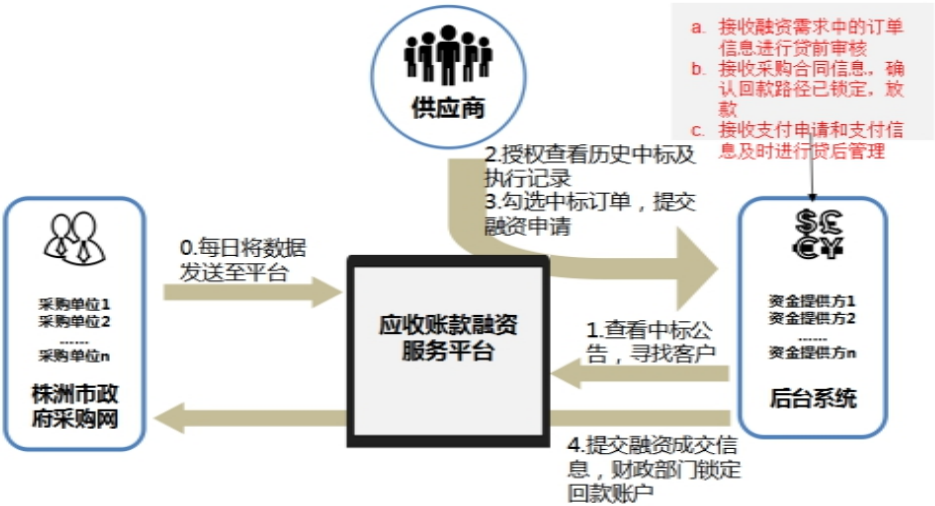 供应商
a. 接收融资需求中的订单
信息进行贷前审核
b. 接收采购合同信息，确
认回款路径已锁定，放
款
c. 接收支付申请和支付信
息及时进行贷后管理
2.授权查看历史中标及
执行记录
3.勾选中标订单，提交
融资申请
0.每日将数据
发送至平台
采购单位1
采购单位2
......
采购单位n
株洲市政
府采购网
应收账款融资
服务平台
1.查看中标公
告，寻找客户
资金提供方1
资金提供方2
......
资金提供方n
后台系统
4.提交融资成交信
息，财政部门锁定
回款账户